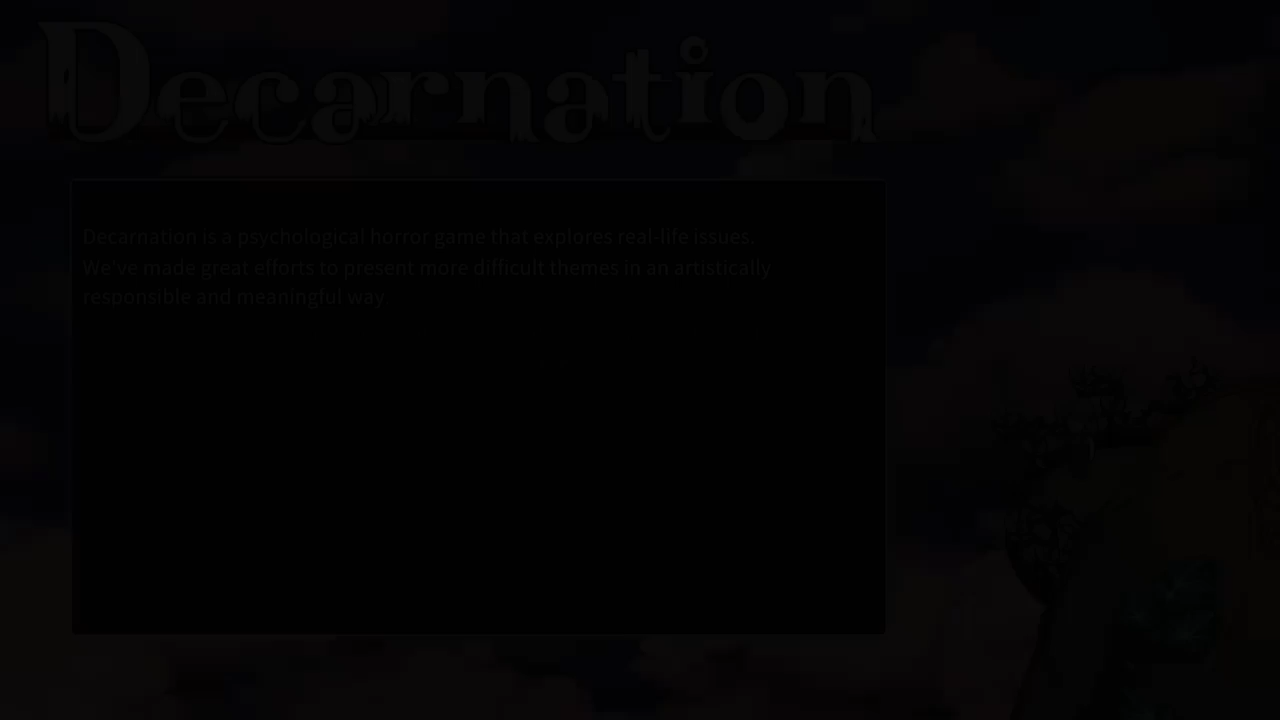 Decarnation
Decarnation is a psychological horror game that explores real-life issues.
We've made great efforts to present more difficult themes in an artistically
responsible and meaningful way.